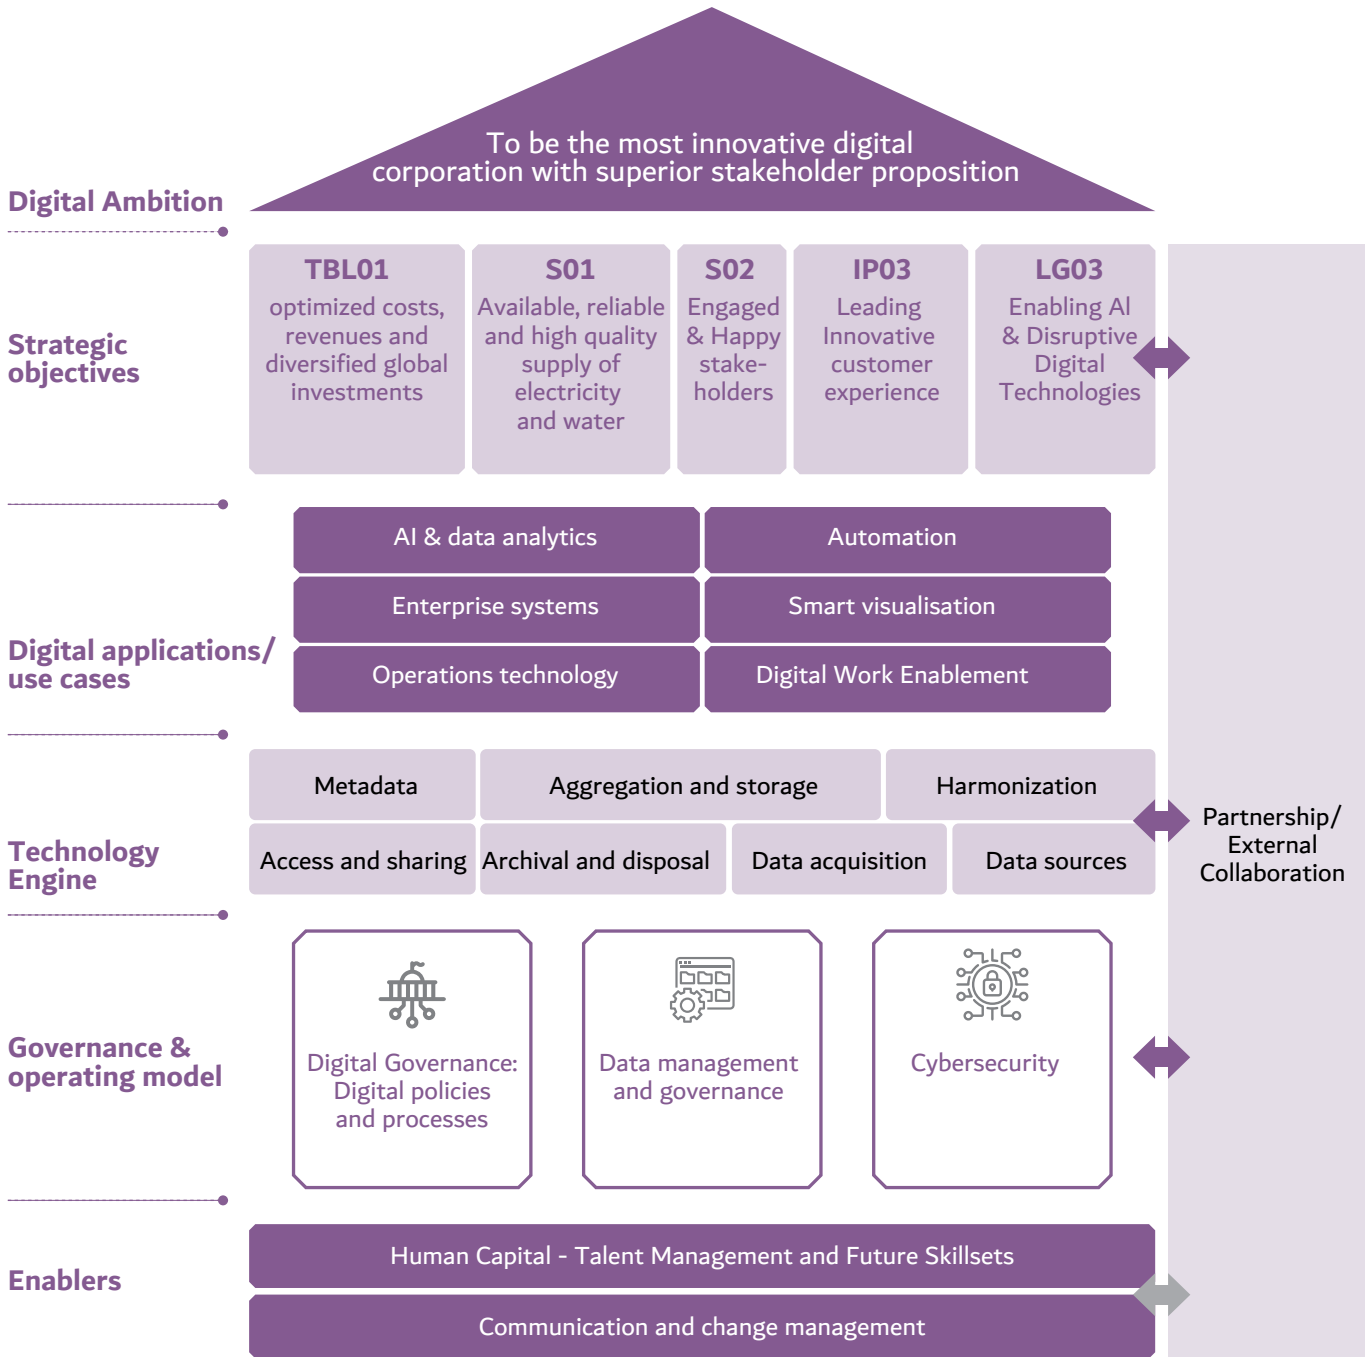 To be the most innovative digital
corporation with superior stakeholder proposition
Digital Ambition
Strategic
objectives
TBL01
optimized costs,
revenues and
diversified global
investments
S01
Available, reliable
and high quality
supply of
electricity
and water
S02
Engaged
& Happy
stake-
holders
IP03
Leading
Innovative
customer
experience
LG03
Enabling AI
& Disruptive
Digital
Technologies
Digital applications/
use cases
AI & data analytics
Automation
Enterprise systems
Smart visualisation
Operations technology
Digital Work Enablement
Technology
Engine
Metadata
Aggregation and storage
Harmonization
Access and sharing
Archival and disposal
Data acquisition
Data sources
Partnership/
External
Collaboration
Governance &
operating model
Digital Governance:
Digital policies
and processes
Data management
and governance
Cybersecurity
Enablers
Human Capital - Talent Management and Future Skillsets
Communication and change management